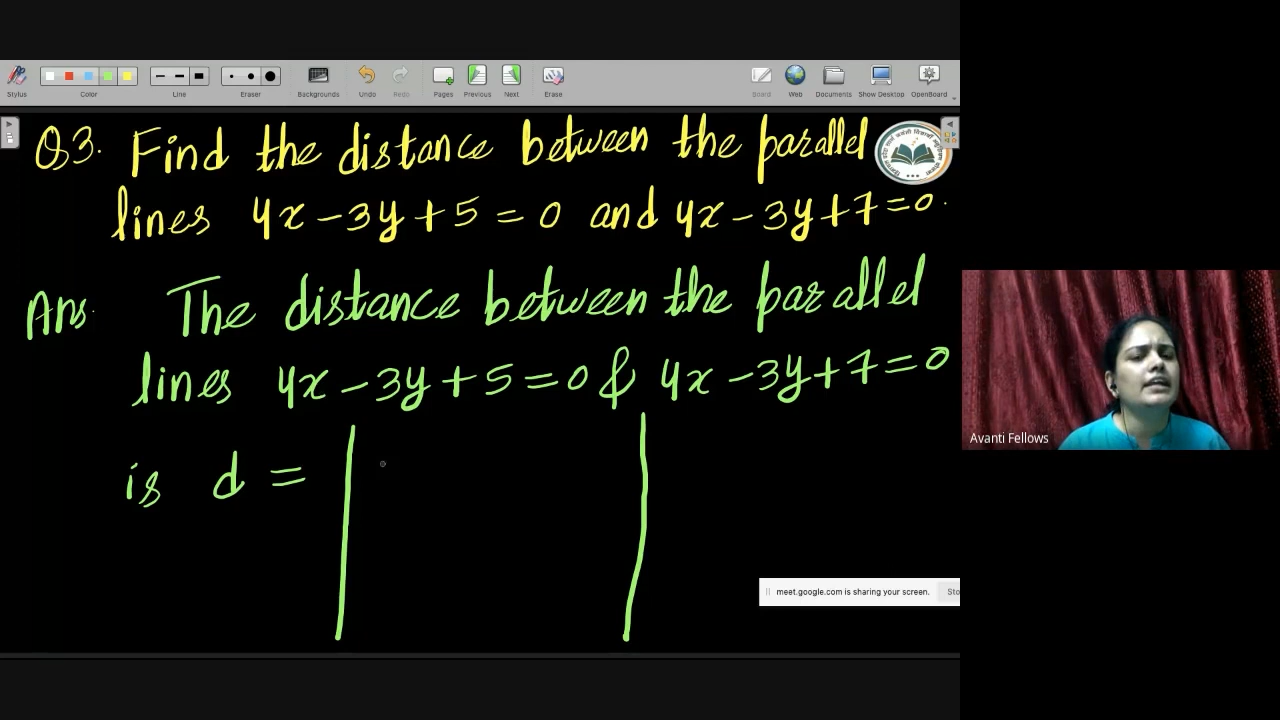 Stylus Color Line Eraser Backgrounds Undo Redo Pages Previous Next Erase Board Web Documents Show Desktop OpenBoard
Q3. Find the distance between the parallel
lines 4x - 3y + 5 = 0 and 4x - 3y + 7 = 0.
Ans. The distance between the parallel
lines 4x - 3y + 5 = 0 & 4x - 3y + 7 = 0
is d =
Avanti Fellows
meet.google.com is sharing your screen. Sto